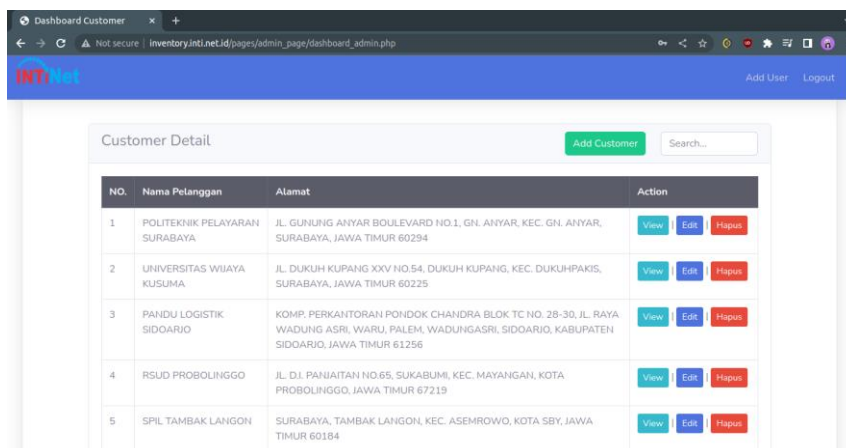 Dashboard Customer
Not secure | inventory.inti.net.id/pages/admin_page/dashboard_admin.php
INTiNet
Add User Logout
Customer Detail
Add Customer
Search...
NO. Nama Pelanggan Alamat Action
1 POLITEKNIK PELAYARAN JL. GUNUNG ANYAR BOULEVARD NO.1, GN. ANYAR, KEC. GN. ANYAR, View | Edit | Hapus
SURABAYA SURABAYA, JAWA TIMUR 60294
2 UNIVERSITAS WIJAYA JL. DUKUH KUPANG XXV NO.54, DUKUH KUPANG, KEC. DUKUHPAKIS, View | Edit | Hapus
KUSUMA SURABAYA, JAWA TIMUR 60225
3 PANDU LOGISTIK KOMP. PERKANTORAN PONDOK CHANDRA BLOK TC NO. 28-30, JL. RAYA View | Edit | Hapus
SIDOARJO WADUNG ASRI, WARU, PALEM, WADUNGASRI, SIDOARJO, KABUPATEN
SIDOARJO, JAWA TIMUR 61256
4 RSUD PROBOLINGGO JL. D.I. PANJAITAN NO.65, SUKABUMI, KEC. MAYANGAN, KOTA View | Edit | Hapus
PROBOLINGGO, JAWA TIMUR 67219
5 SPIL TAMBAK LANGON SURABAYA, TAMBAK LANGON, KEC. ASEMROWO, KOTA SBY, JAWA View | Edit | Hapus
TIMUR 60184